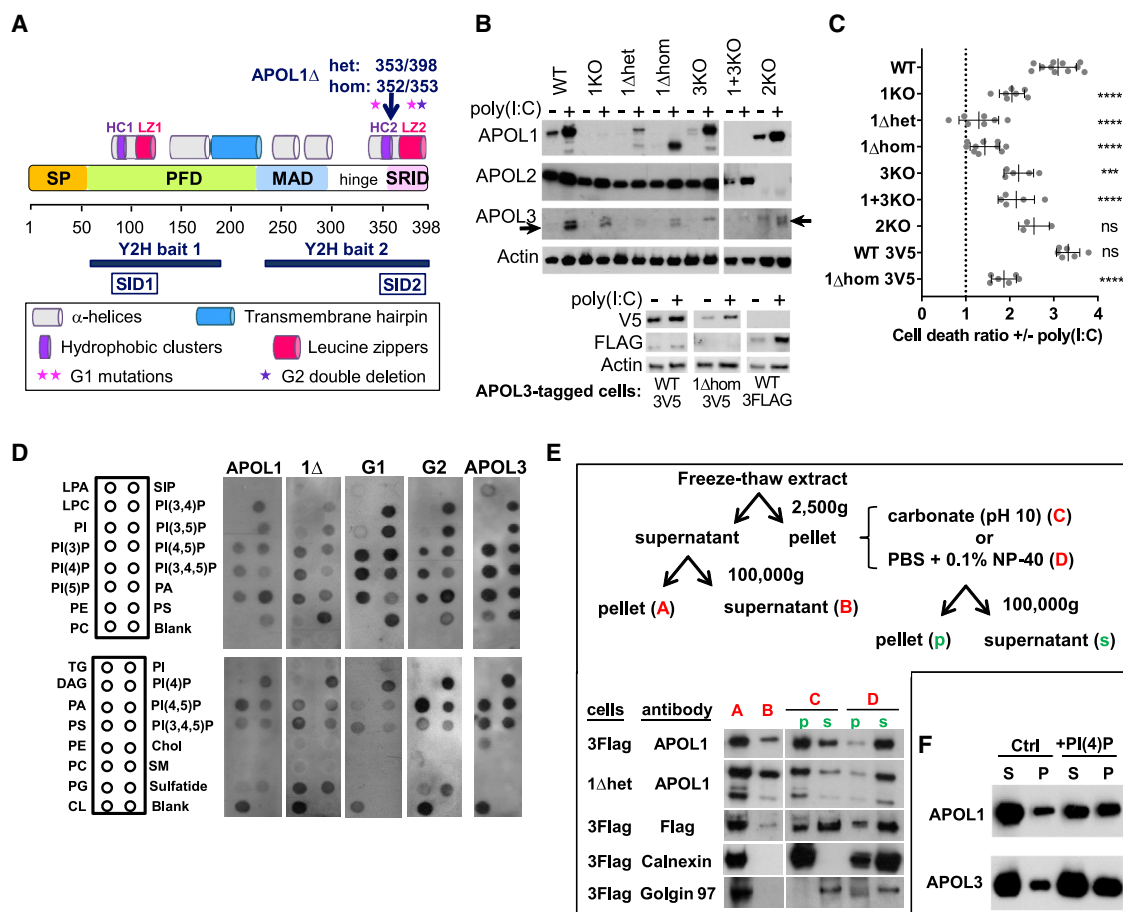 A
APOL1Δ
het: 353/398
hom: 352/353
★ ★★
HC1 LZ1
HC2 LZ2
SP PFD MAD hinge SRID
1 50 100 150 200 250 300 350 398
Y2H bait 1 Y2H bait 2
SID1 SID2
α-helices Transmembrane hairpin
Hydrophobic clusters Leucine zippers
★★ G1 mutations ★ G2 double deletion
B
WT 1KO 1Δhet 1Δhom 3KO 1+3KO 2KO
poly(I:C) - + - + - + - + - + - + - +
APOL1
APOL2
APOL3
Actin
poly(I:C) - + - + - +
V5
FLAG
Actin
APOL3-tagged cells: WT 3V5 1Δhom 3V5 WT 3FLAG
C
WT
1KO ****
1Δhet ****
1Δhom ****
3KO ***
1+3KO ****
2KO ns
WT 3V5 ns
1Δhom 3V5 ****
0 1 2 3 4
Cell death ratio +/- poly(I:C)
D
APOL1 1Δ G1 G2 APOL3
LPA SIP
LPC PI(3,4)P
PI PI(3,5)P
PI(3)P PI(4,5)P
PI(4)P PI(3,4,5)P
PI(5)P PA
PE PS
PC Blank
TG PI
DAG PI(4)P
PA PI(4,5)P
PS PI(3,4,5)P
PE Chol
PC SM
PG Sulfatide
CL Blank
E
Freeze-thaw extract
2,500g
supernatant pellet
carbonate (pH 10) (C)
or
PBS + 0.1% NP-40 (D)
100,000g
pellet (A) supernatant (B)
100,000g
pellet (p) supernatant (s)
cells antibody A B C D
p s p s
3Flag APOL1
1Δhet APOL1
3Flag Flag
3Flag Calnexin
3Flag Golgin 97
F
Ctrl +PI(4)P
S P S P
APOL1
APOL3